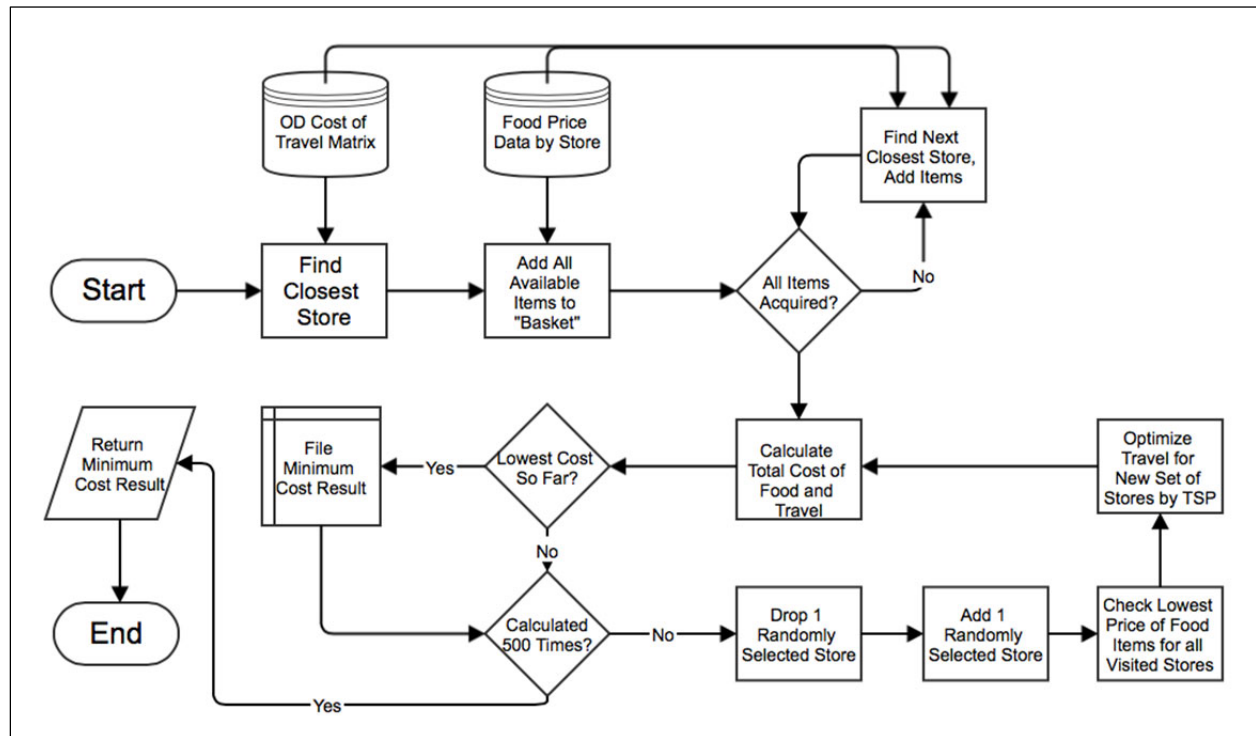 OD Cost of
Travel Matrix
Food Price
Data by Store
Find Next
Closest Store,
Add Items
Start
Find
Closest
Store
Add All
Available
Items to
"Basket"
All Items
Acquired?
No
Return
Minimum
Cost Result
File
Minimum
Cost Result
Yes
Lowest Cost
So Far?
Calculate
Total Cost of
Food and
Travel
Optimize
Travel for
New Set of
Stores by TSP
No
End
Calculated
500 Times?
No
Drop 1
Randomly
Selected Store
Add 1
Randomly
Selected Store
Check Lowest
Price of Food
Items for all
Visited Stores
Yes